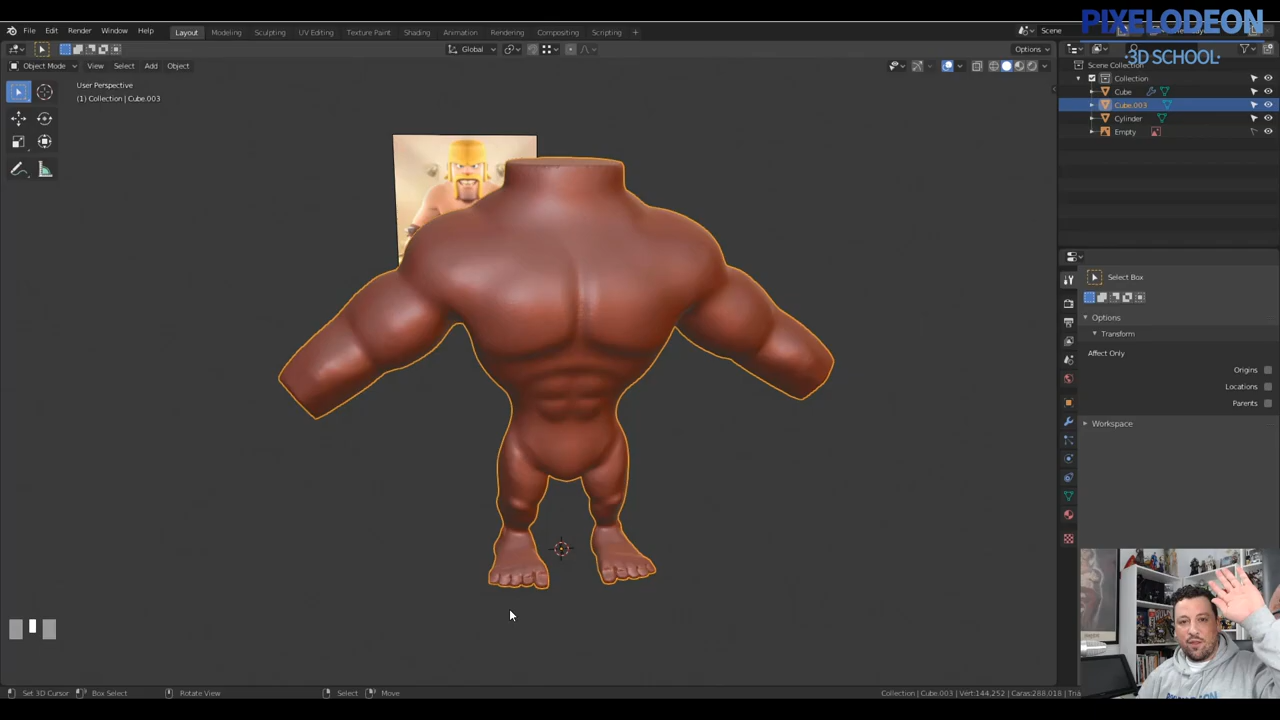 PIXELODEON
·3D SCHOOL·
File Edit Render Window Help Layout Modeling Sculpting UV Editing Texture Paint Shading Animation Rendering Compositing Scripting + Scene
Global Options
Object Mode View Select Add Object
Scene Collection
Collection
Cube
Cube.003
Cylinder
Empty
User Perspective
(1) Collection | Cube.003
Select Box
Options
Transform
Affect Only
Origins
Locations
Parents
Workspace
Set 3D Cursor Box Select Rotate View Select Move Collection | Cube.003 | Vert:144.252 | Caras:288.018 | Tria